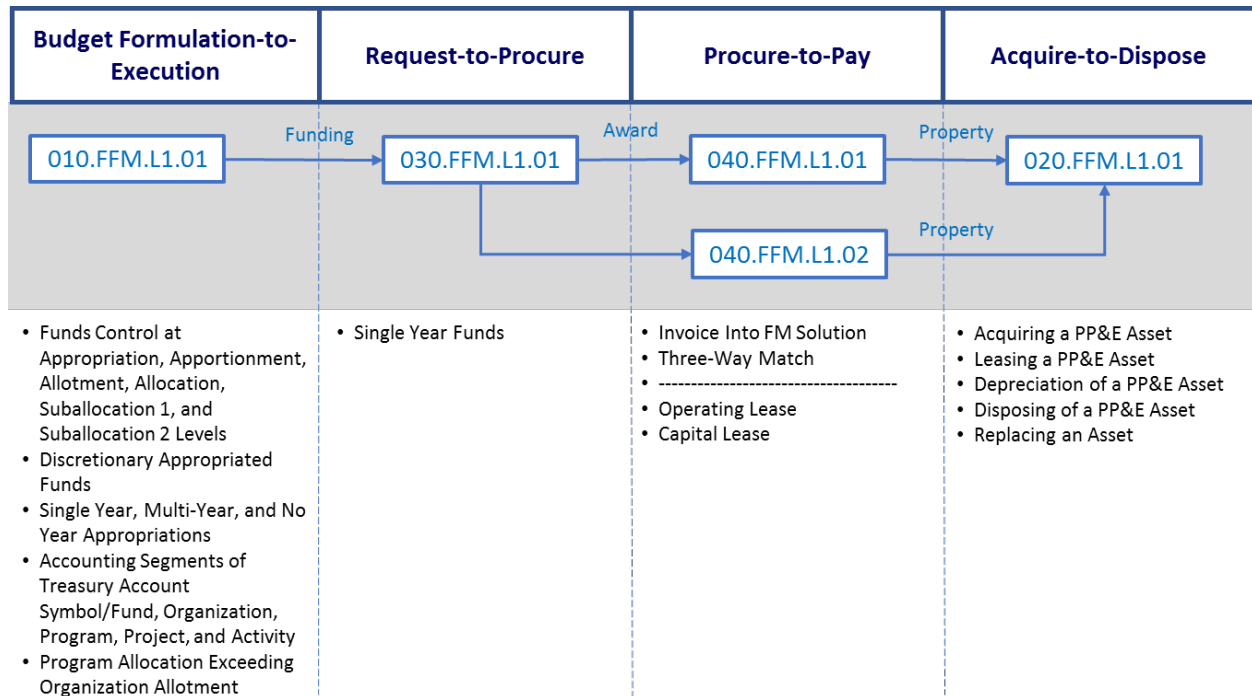 Budget Formulation-to-
Execution
Request-to-Procure
Procure-to-Pay
Acquire-to-Dispose
010.FFM.L1.01
Funding
030.FFM.L1.01
Award
040.FFM.L1.01
Property
020.FFM.L1.01
040.FFM.L1.02
Property
• Funds Control at
Appropriation, Apportionment,
Allotment, Allocation,
Suballocation 1, and
Suballocation 2 Levels
• Discretionary Appropriated
Funds
• Single Year, Multi-Year, and No
Year Appropriations
• Accounting Segments of
Treasury Account
Symbol/Fund, Organization,
Program, Project, and Activity
• Program Allocation Exceeding
Organization Allotment
• Single Year Funds
• Invoice Into FM Solution
• Three-Way Match
• -------------------------------------
• Operating Lease
• Capital Lease
• Acquiring a PP&E Asset
• Leasing a PP&E Asset
• Depreciation of a PP&E Asset
• Disposing of a PP&E Asset
• Replacing an Asset